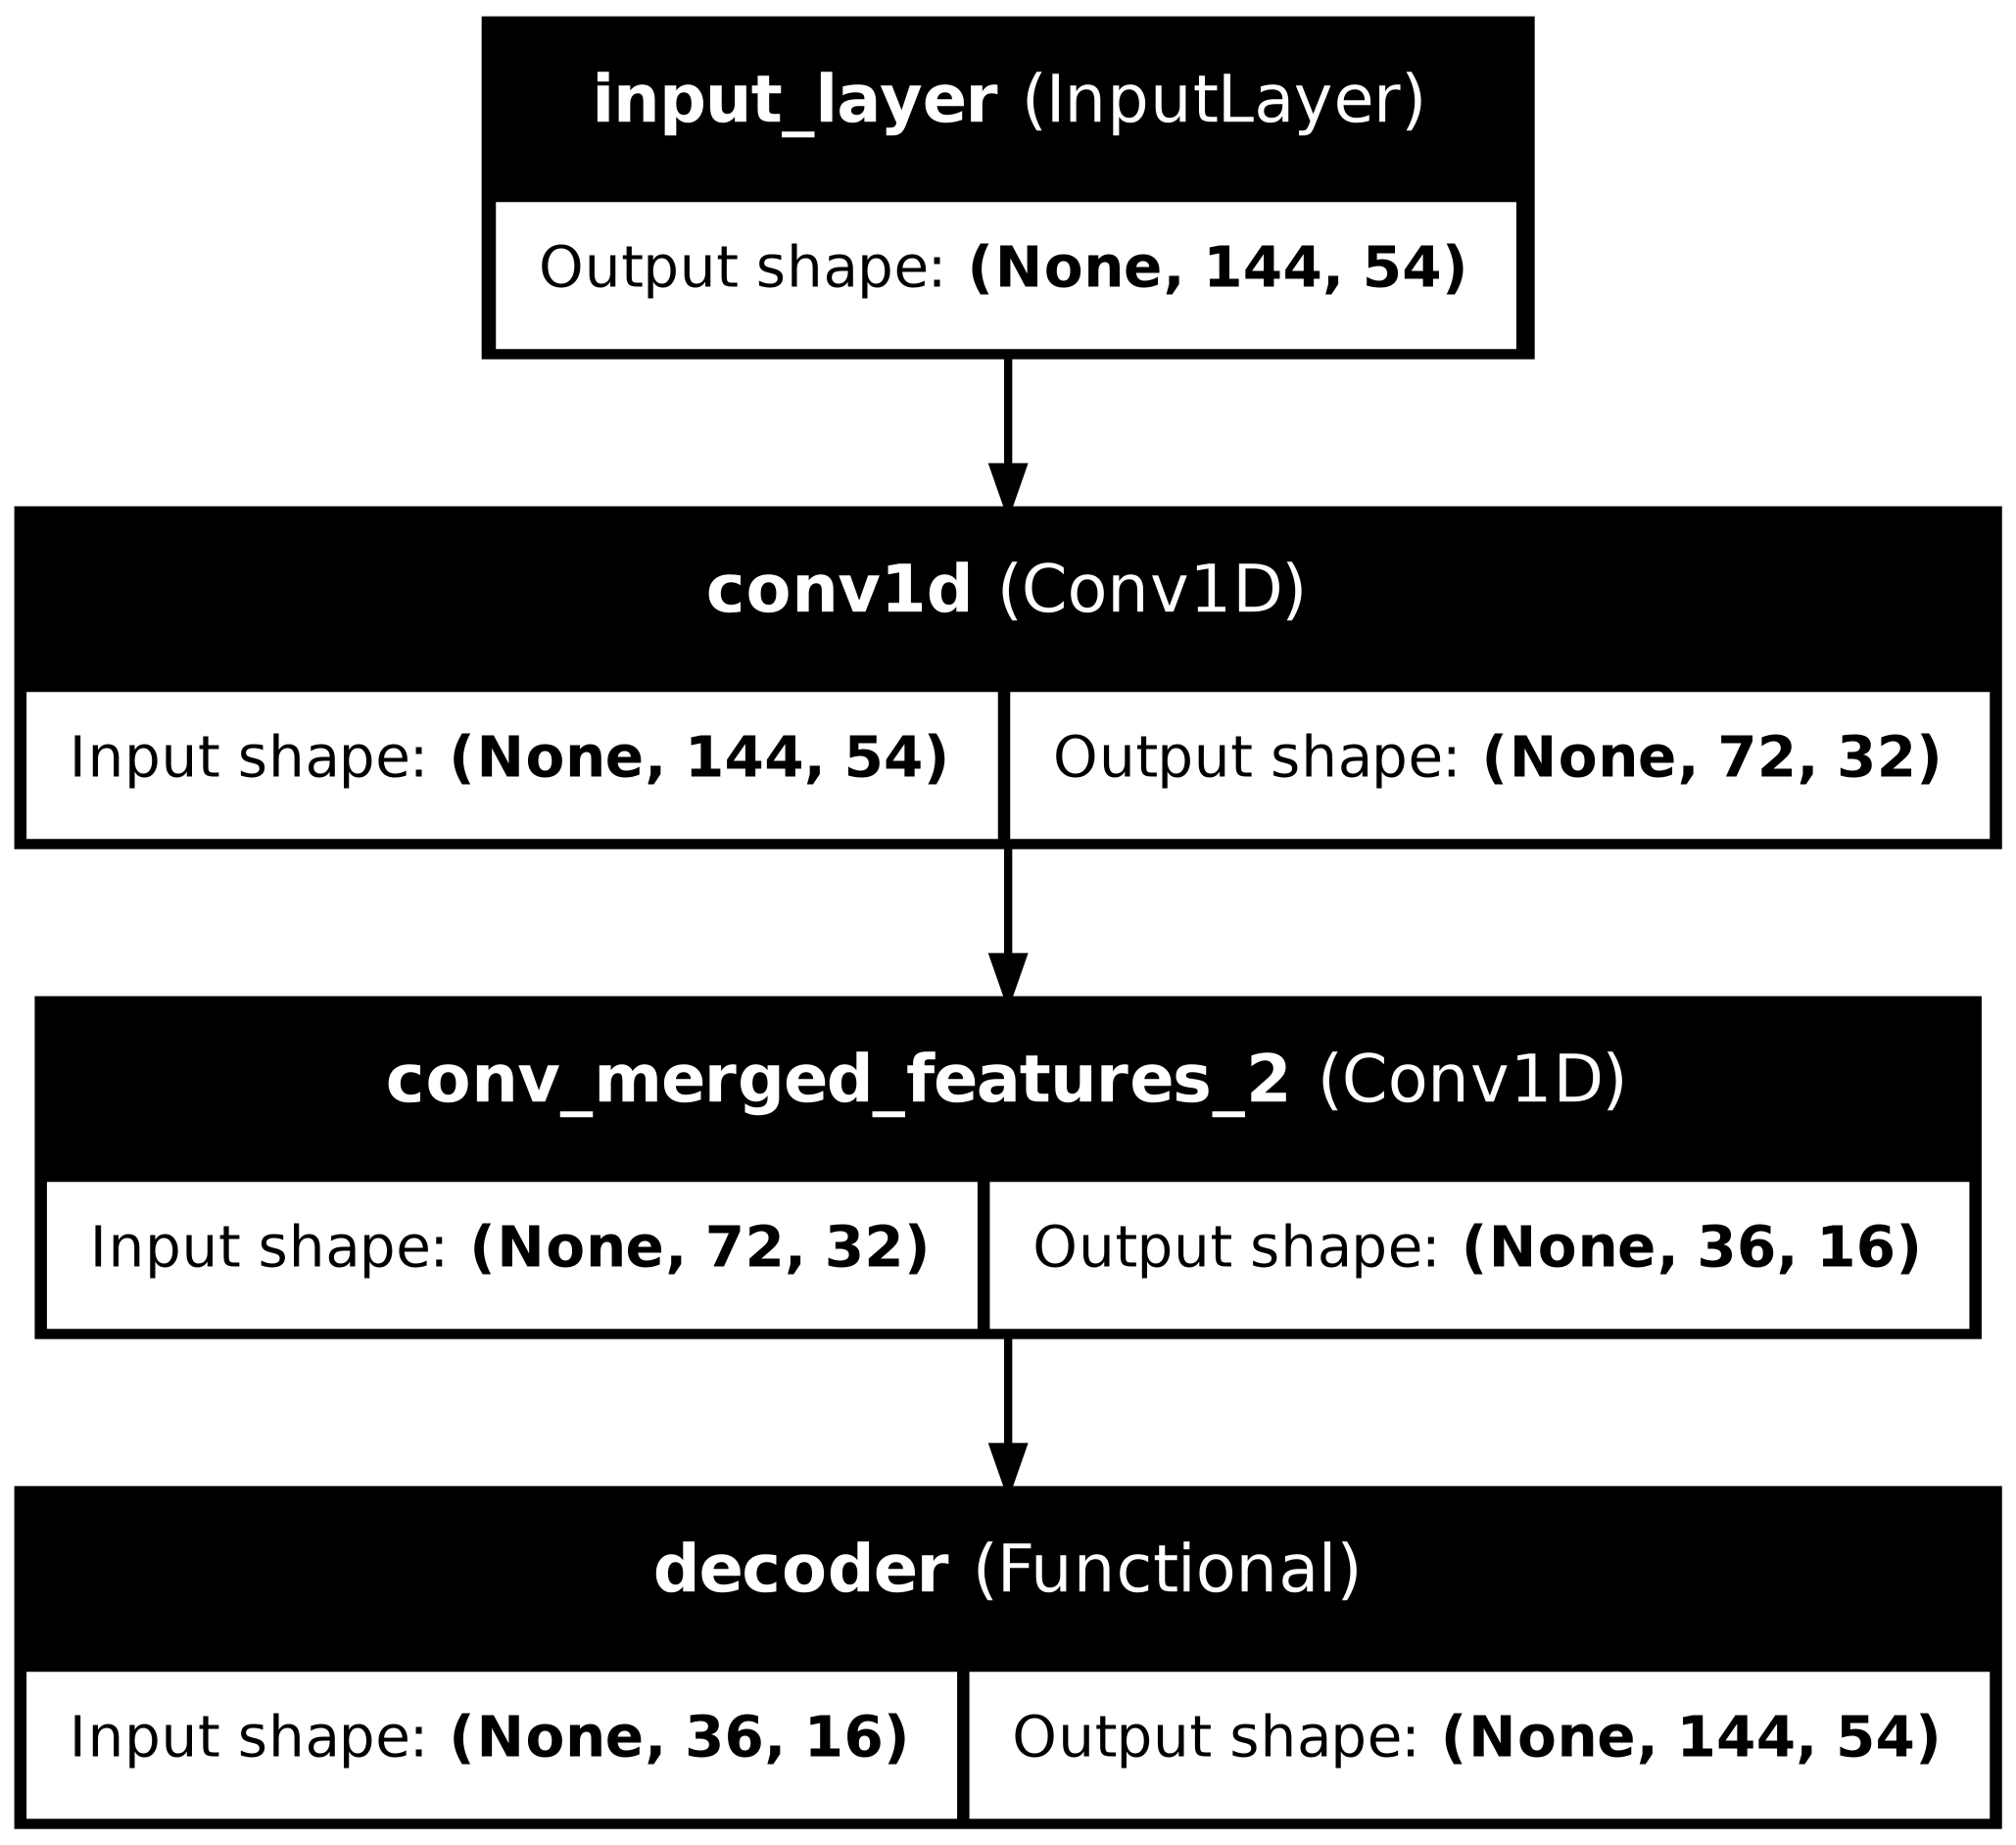 input_layer (InputLayer)
Output shape: (None, 144, 54)
conv1d (Conv1D)
Input shape: (None, 144, 54) Output shape: (None, 72, 32)
conv_merged_features_2 (Conv1D)
Input shape: (None, 72, 32) Output shape: (None, 36, 16)
decoder (Functional)
Input shape: (None, 36, 16) Output shape: (None, 144, 54)